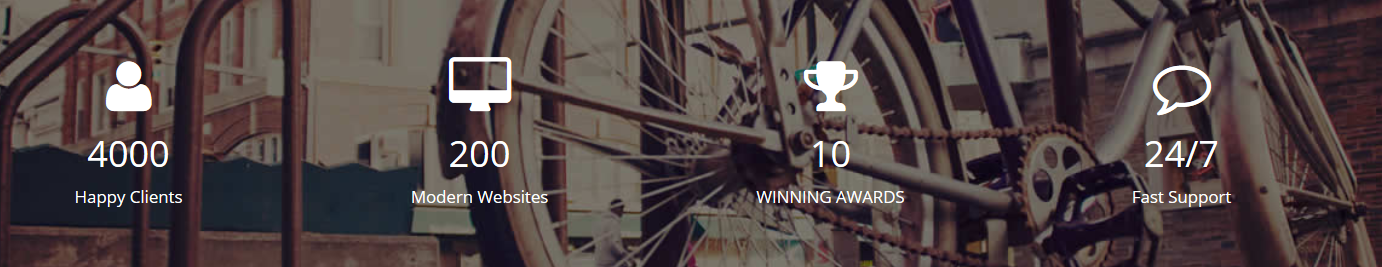 4000
200
10
24/7
Happy Clients
Modern Websites
WINNING AWARDS
Fast Support